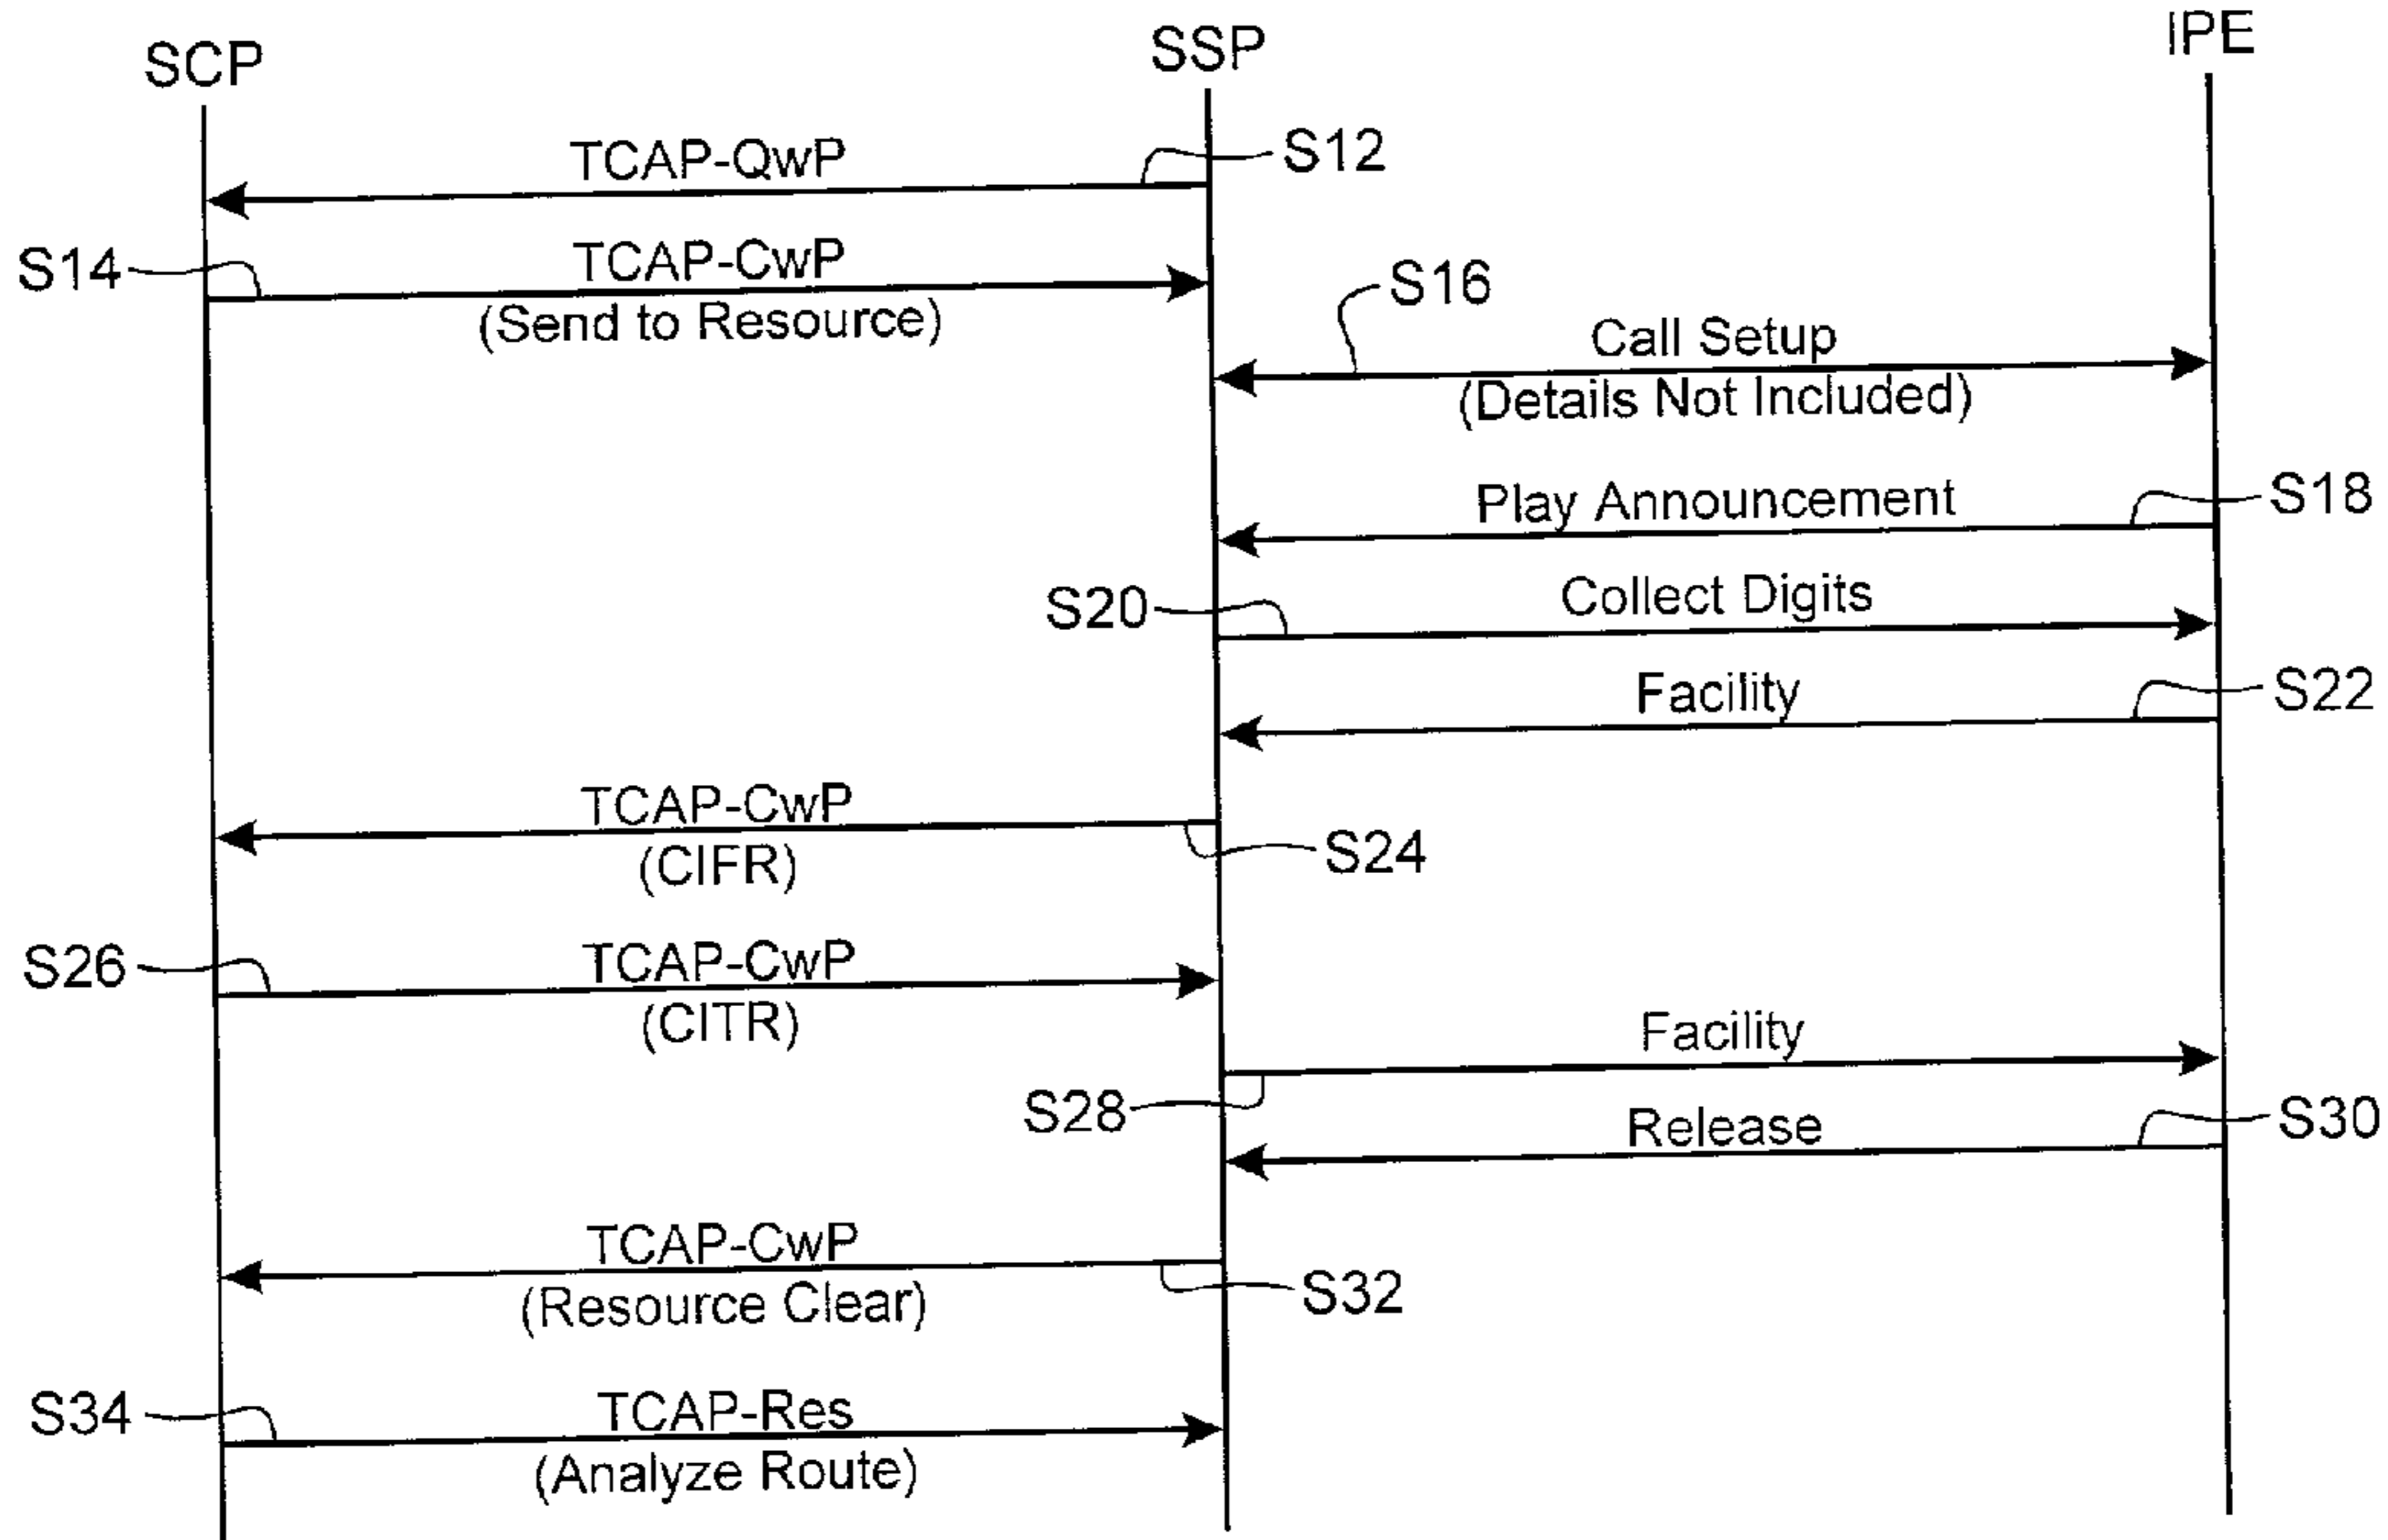 SCP
SSP
IPE
TCAP-QwP
S12
S14
TCAP-CwP
(Send to Resource)
S16
Call Setup
(Details Not Included)
Play Announcement
S18
S20
Collect Digits
Facility
S22
TCAP-CwP
(CIFR)
S24
S26
TCAP-CwP
(CITR)
Facility
S28
Release
S30
TCAP-CwP
(Resource Clear)
S32
S34
TCAP-Res
(Analyze Route)